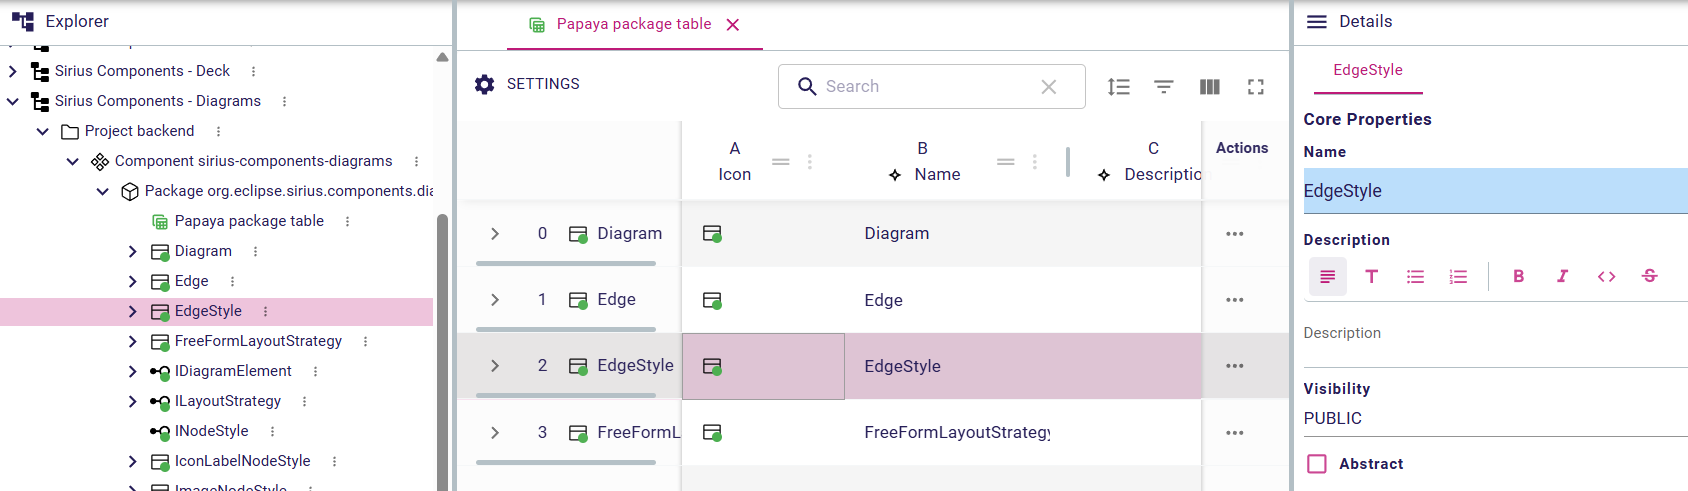 Explorer
Sirius Components - Deck
Sirius Components - Diagrams
Project backend
Component sirius-components-diagrams
Package org.eclipse.sirius.components.dia
Papaya package table
Diagram
Edge
EdgeStyle
FreeFormLayoutStrategy
IDiagramElement
ILayoutStrategy
INodeStyle
IconLabelNodeStyle
ImageNodeStyle
Papaya package table
SETTINGS
Search
A B C Actions
Icon Name Descriptio
0 Diagram Diagram
1 Edge Edge
2 EdgeStyle EdgeStyle
3 FreeFormL FreeFormLayoutStrategy
Details
EdgeStyle
Core Properties
Name
EdgeStyle
Description
T B I S
Description
Visibility
PUBLIC
Abstract